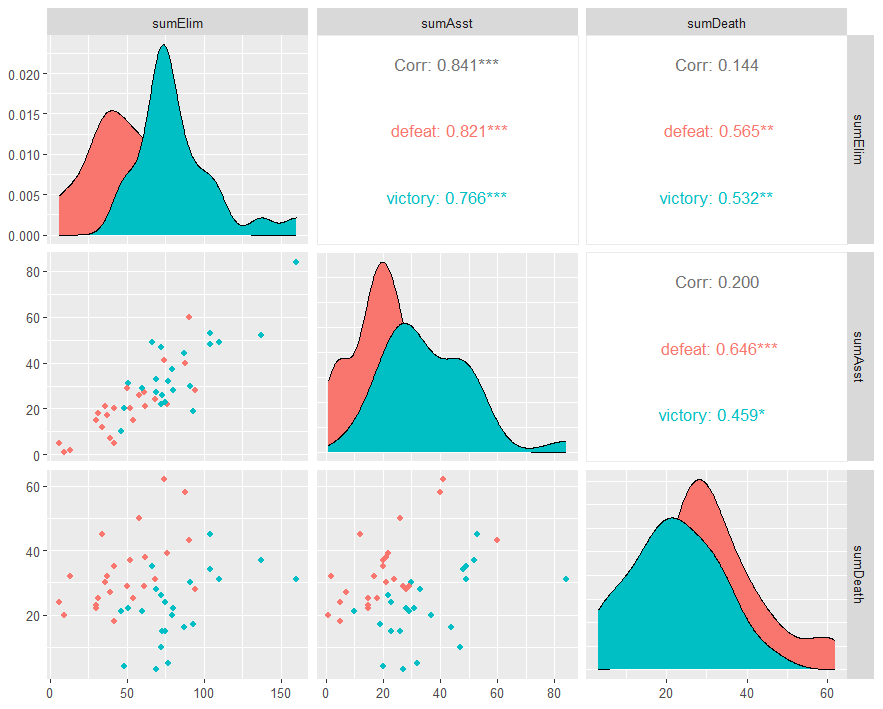 sumElim sumAsst sumDeath
0.020
0.015
0.010
0.005
0.000
Corr: 0.841***
defeat: 0.821***
victory: 0.766***
Corr: 0.144
defeat: 0.565**
victory: 0.532**
sumElim
80
60
40
20
0
Corr: 0.200
defeat: 0.646***
victory: 0.459*
sumAsst
60
40
20
sumDeath
0 50 100 150 0 20 40 60 80 20 40 60